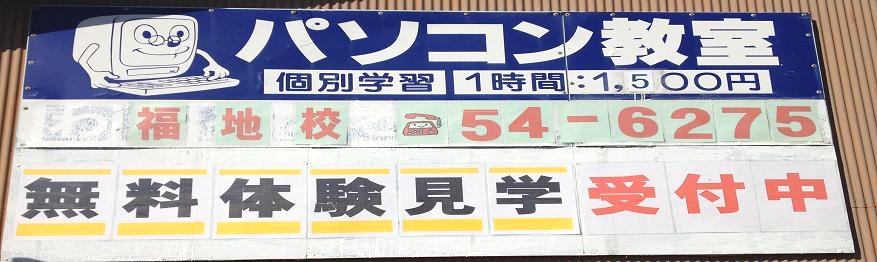 パソコン教室
個別学習 1時間:1,500円
福地校 ☎54-6275
無料体験見学受付中